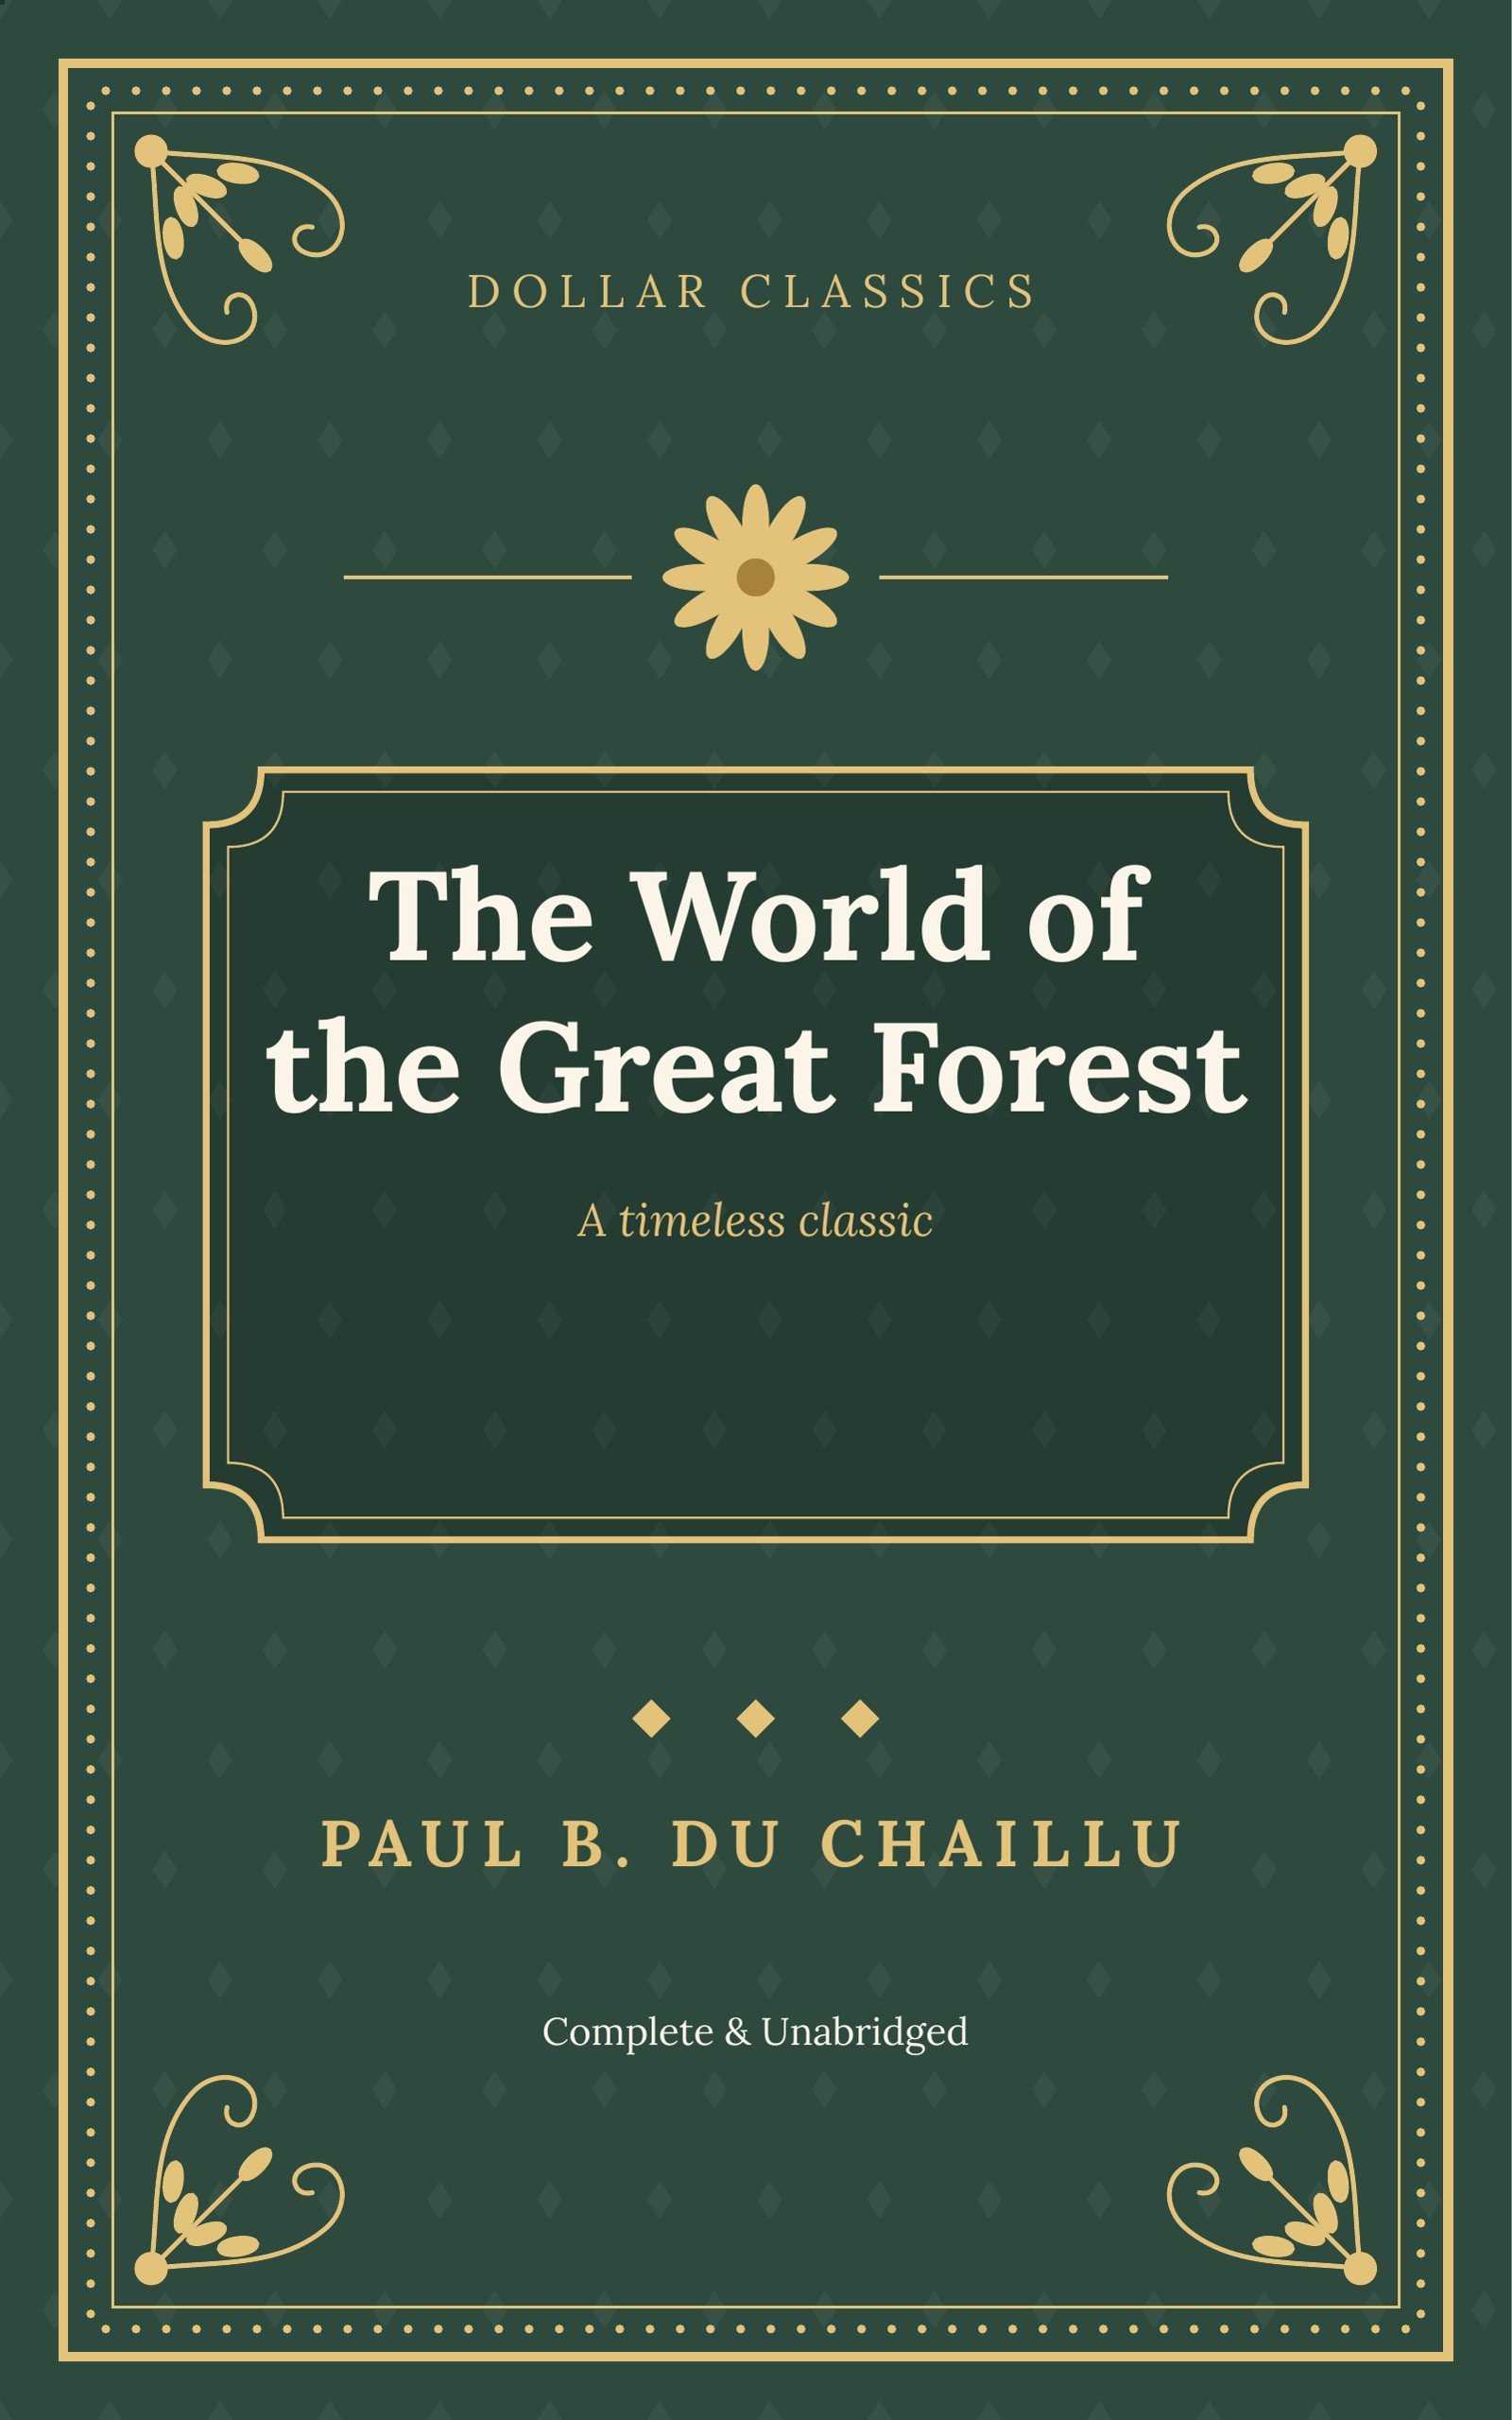 DOLLAR CLASSICS
The World of
the Great Forest
A timeless classic
PAUL B. DU CHAILLU
Complete & Unabridged